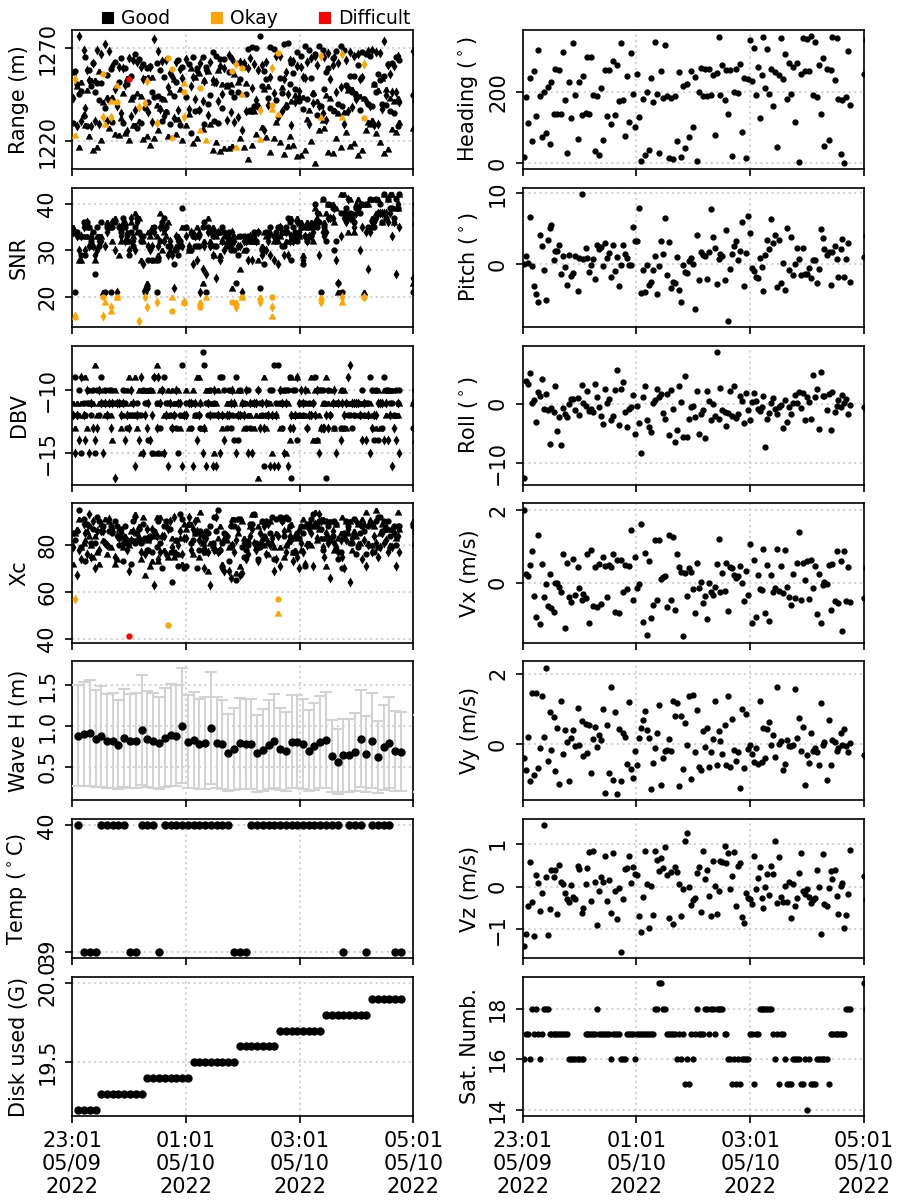 Good Okay Difficult
Range (m)
1270
1220
Heading (°)
200
0
SNR
40
30
20
Pitch (°)
10
0
DBV
−10
−15
Roll (°)
0
−10
Xc
80
60
40
Vx (m/s)
2
0
Wave H (m)
1.5
1.0
0.5
Vy (m/s)
2
0
Temp (°C)
40
39
Vz (m/s)
1
0
−1
Disk used (G)
20.0
19.5
Sat. Numb.
18
16
14
23:01 01:01 03:01 05:01
05/09 05/10 05/10 05/10
2022 2022 2022 2022
23:01 01:01 03:01 05:01
05/09 05/10 05/10 05/10
2022 2022 2022 2022